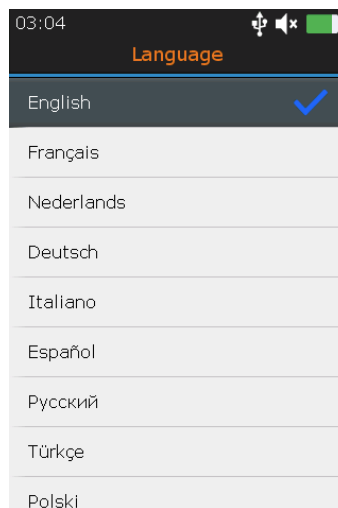 03:04
Language
English
Français
Nederlands
Deutsch
Italiano
Español
Русский
Türkçe
Polski